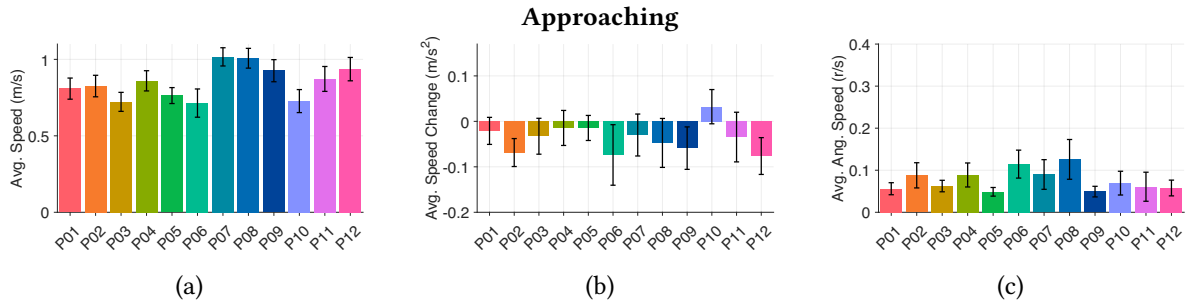 Approaching
Avg. Speed (m/s)
1
0.5
0
P01 P02 P03 P04 P05 P06 P07 P08 P09 P10 P11 P12
(a)
Avg. Speed Change (m/s²)
0.1
0
-0.1
-0.2
P01 P02 P03 P04 P05 P06 P07 P08 P09 P10 P11 P12
(b)
Avg. Ang. Speed (r/s)
0.4
0.3
0.2
0.1
0
P01 P02 P03 P04 P05 P06 P07 P08 P09 P10 P11 P12
(c)